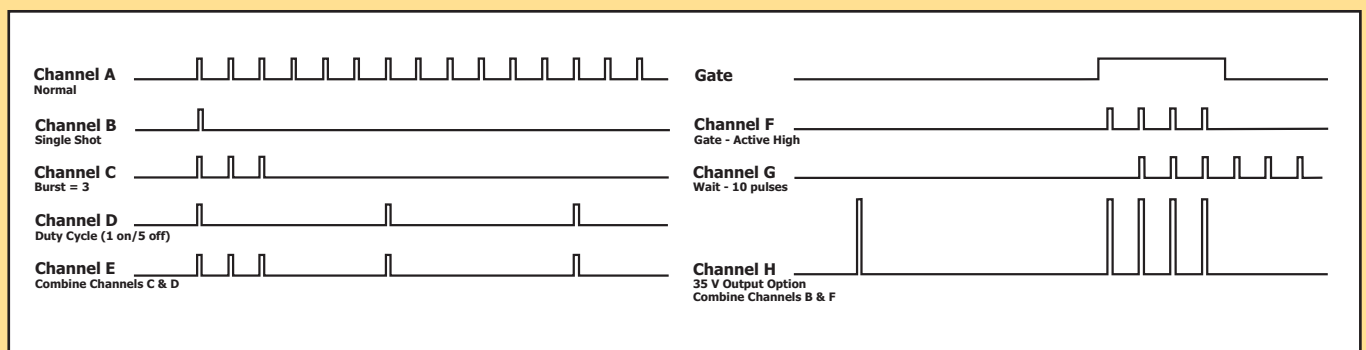 Channel A
Normal
Channel B
Single Shot
Channel C
Burst = 3
Channel D
Duty Cycle (1 on/5 off)
Channel E
Combine Channels C & D
Gate
Channel F
Gate - Active High
Channel G
Wait - 10 pulses
Channel H
35 V Output Option
Combine Channels B & F